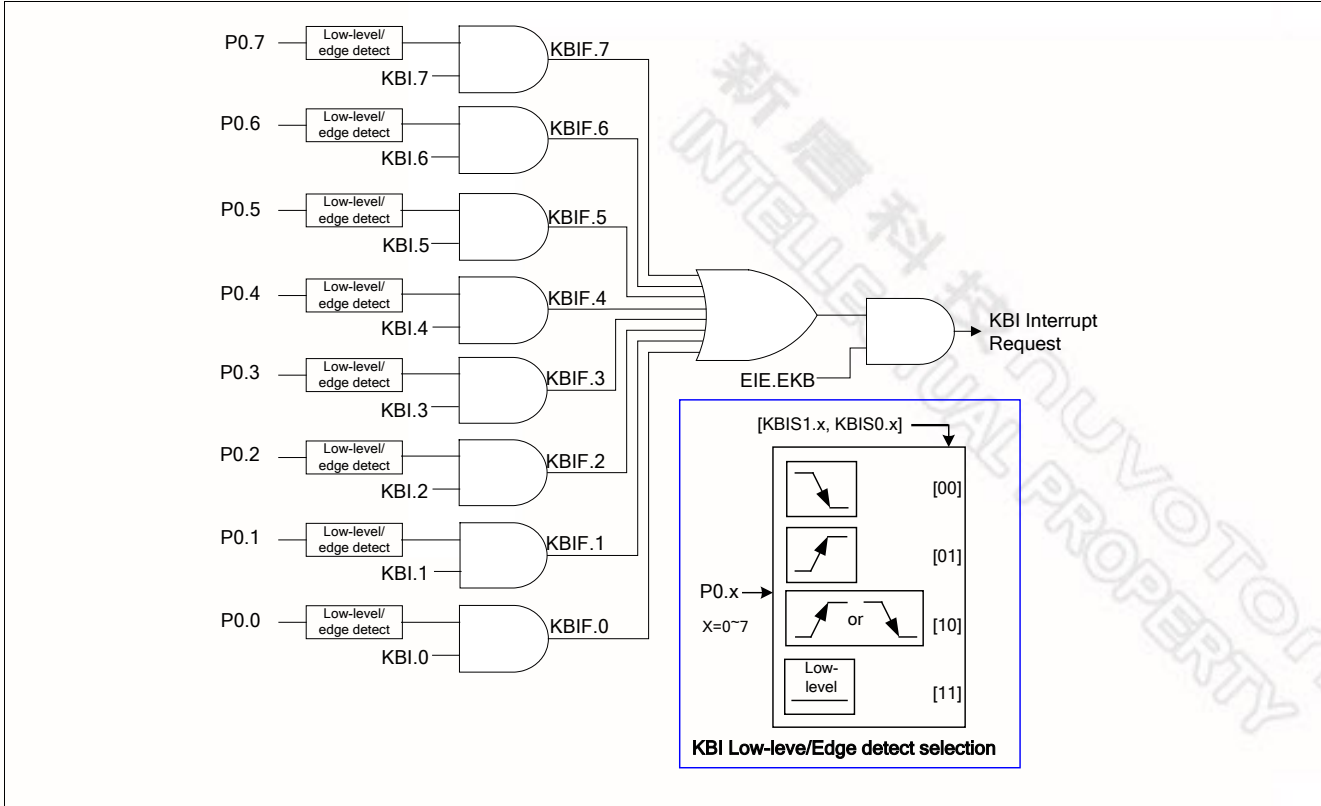 P0.7
Low-level/
edge detect
KBI.7
KBIF.7
P0.6
Low-level/
edge detect
KBI.6
KBIF.6
P0.5
Low-level/
edge detect
KBI.5
KBIF.5
P0.4
Low-level/
edge detect
KBI.4
KBIF.4
P0.3
Low-level/
edge detect
KBI.3
KBIF.3
P0.2
Low-level/
edge detect
KBI.2
KBIF.2
P0.1
Low-level/
edge detect
KBI.1
KBIF.1
P0.0
Low-level/
edge detect
KBI.0
KBIF.0
EIE.EKB
KBI Interrupt
Request
[KBIS1.x, KBIS0.x]
[00]
[01]
P0.x
X=0~7
or
[10]
Low-
level
[11]
KBI Low-leve/Edge detect selection
新唐科技 nuvoTon
INTELLECTUAL PROPERTY